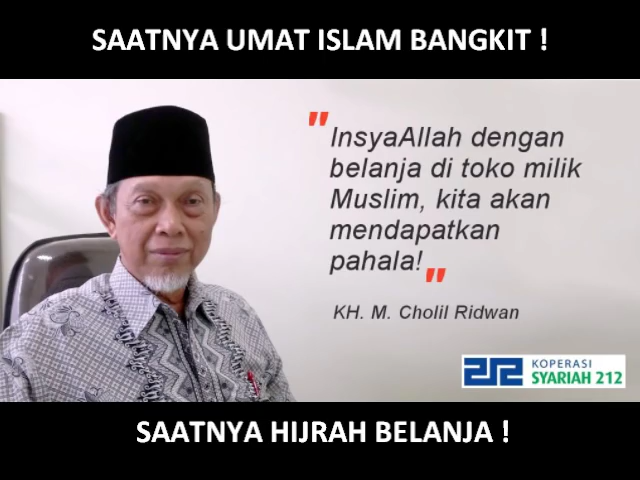 SAATNYA UMAT ISLAM BANGKIT !
"InsyaAllah dengan
belanja di toko milik
Muslim, kita akan
mendapatkan
pahala!"
KH. M. Cholil Ridwan
212 KOPERASI
SYARIAH 212
SAATNYA HIJRAH BELANJA !